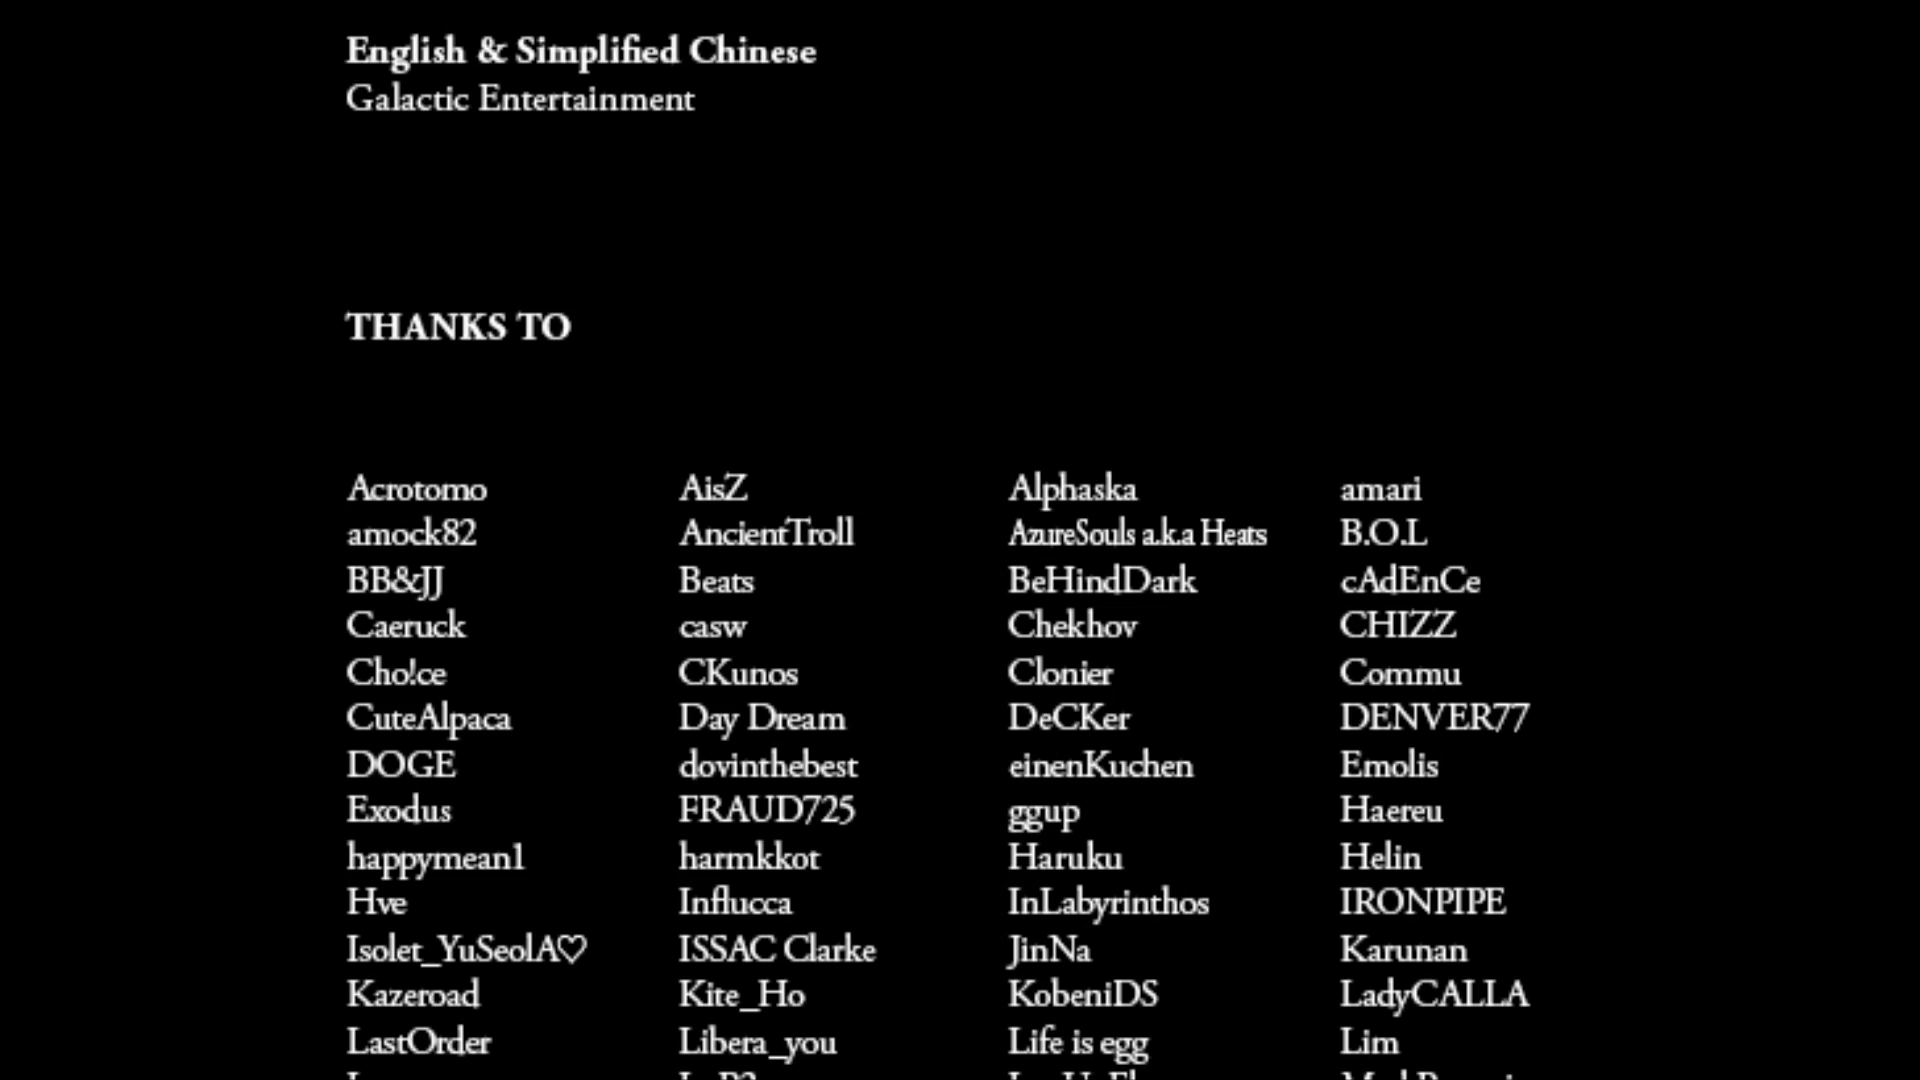 English & Simplified Chinese
Galactic Entertainment
THANKS TO
Acrotomo AisZ Alphaska amari
amock82 AncientTroll AzureSouls a.k.a Heats B.O.L
BB&JJ Beats BeHindDark cAdEnCe
Caeruck casw Chekhov CHIZZ
Cho!ce CKunos Clonier Commu
CuteAlpaca Day Dream DeCKer DENVER77
DOGE dovinthebest einenKuchen Emolis
Exodus FRAUD725 ggup Haereu
happymean1 harmkkot Haruku Helin
Hve Influcca InLabyrinthos IRONPIPE
Isolet_YuSeolA♡ ISSAC Clarke JinNa Karunan
Kazeroad Kite_Ho KobeniDS LadyCALLA
LastOrder Libera_you Life is egg Lim